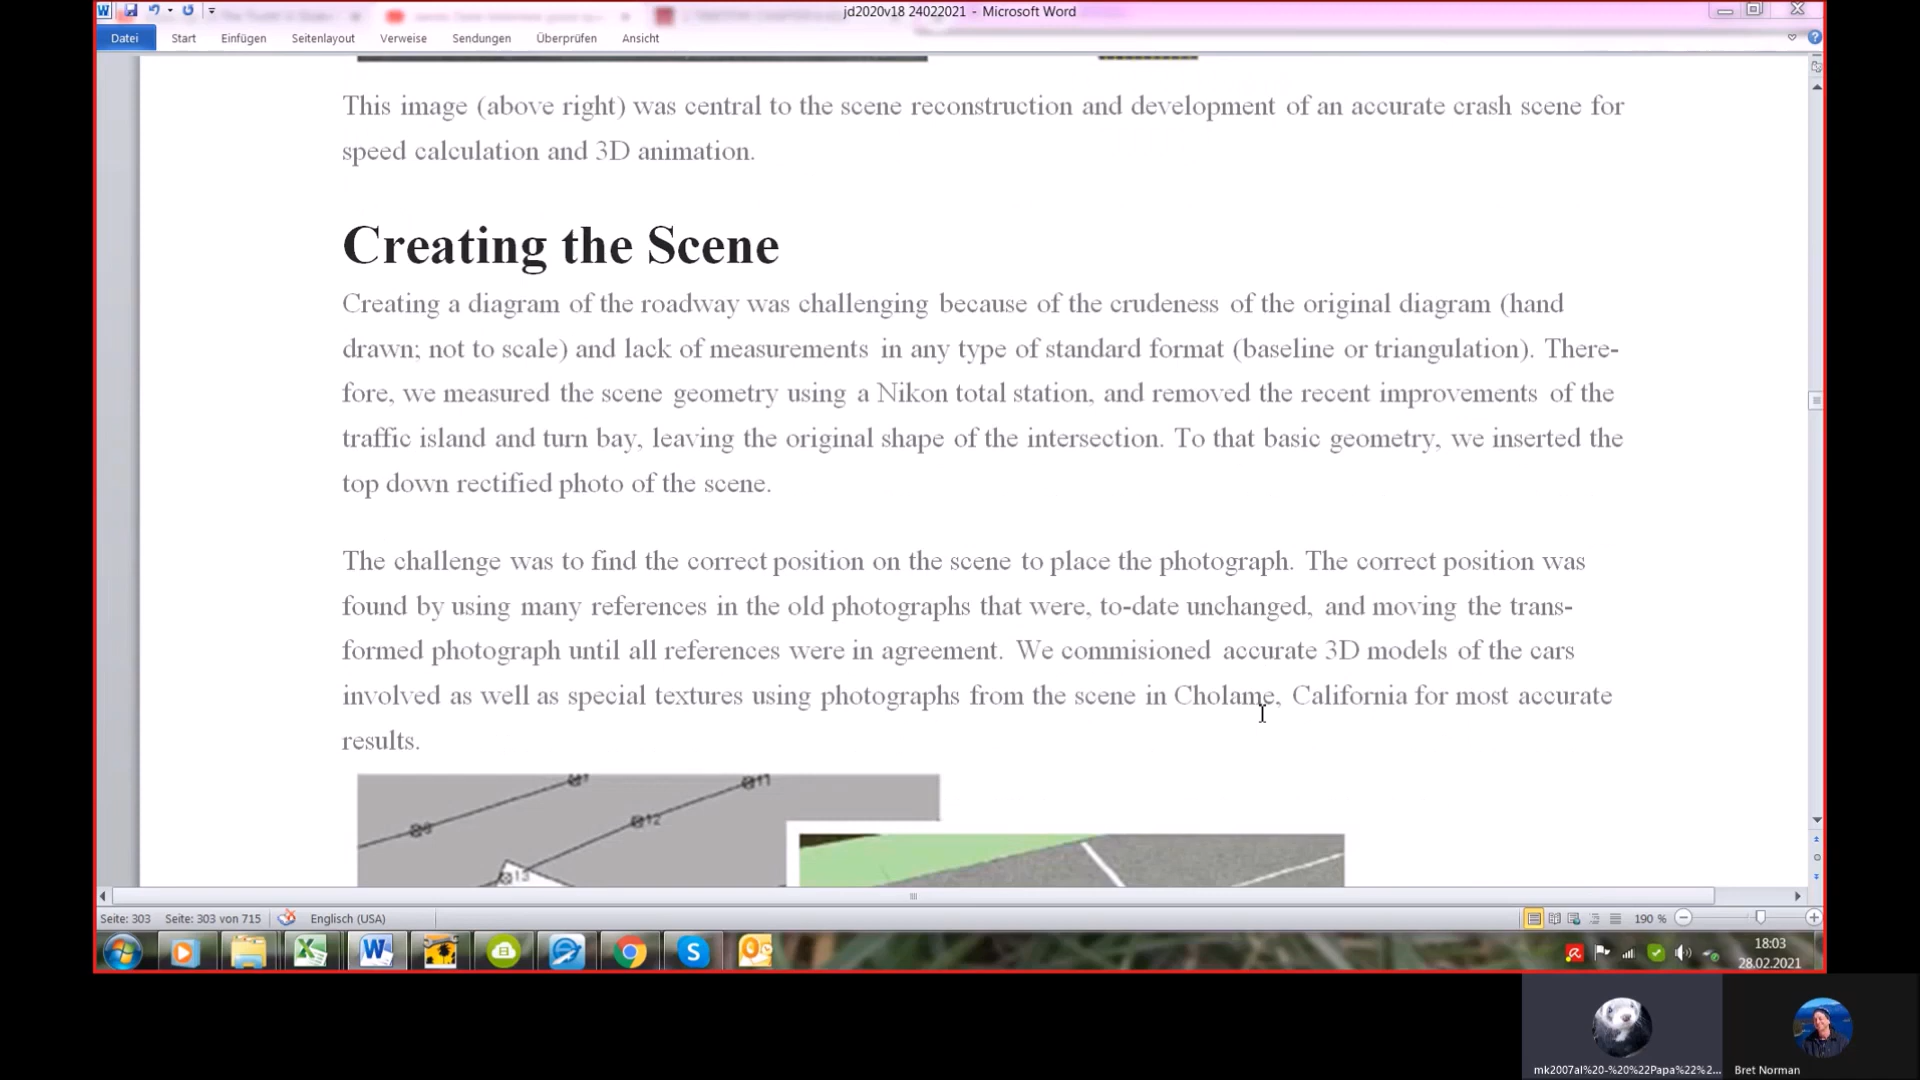 jd2020v18 24022021 - Microsoft Word
Datei Start Einfügen Seitenlayout Verweise Sendungen Überprüfen Ansicht
This image (above right) was central to the scene reconstruction and development of an accurate crash scene for
speed calculation and 3D animation.
Creating the Scene
Creating a diagram of the roadway was challenging because of the crudeness of the original diagram (hand
drawn; not to scale) and lack of measurements in any type of standard format (baseline or triangulation). There-
fore, we measured the scene geometry using a Nikon total station, and removed the recent improvements of the
traffic island and turn bay, leaving the original shape of the intersection. To that basic geometry, we inserted the
top down rectified photo of the scene.
The challenge was to find the correct position on the scene to place the photograph. The correct position was
found by using many references in the old photographs that were, to-date unchanged, and moving the trans-
formed photograph until all references were in agreement. We commisioned accurate 3D models of the cars
involved as well as special textures using photographs from the scene in Cholame, California for most accurate
results.
11
12
13
Seite: 303 Seite: 303 von 715 Englisch (USA) 190 %
18:03
28.02.2021
mk2007al%20-%20%22Papa%22%2... Bret Norman